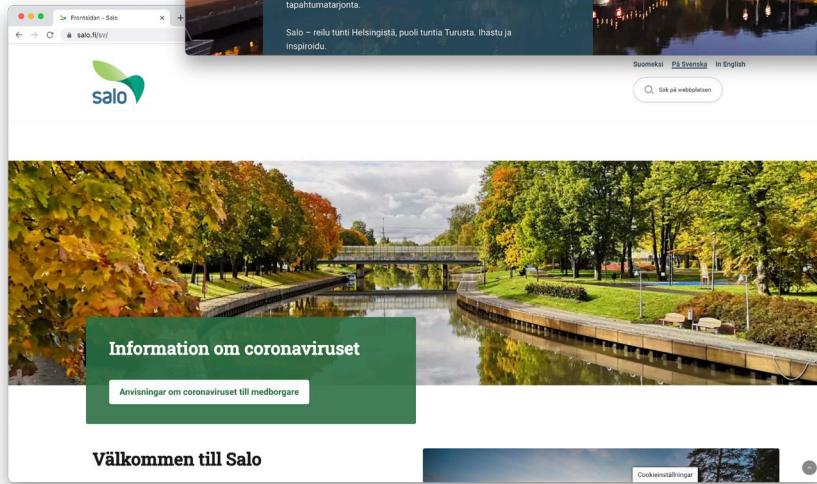 tapahtumatarjonta.
Salo – reilu tunti Helsingistä, puoli tuntia Turusta. Ihastu ja
inspiroidu.
Frontsidan - Salo
salo.fi/sv/
Suomeksi På Svenska In English
salo
Sök på webbplatsen
Information om coronaviruset
Anvisningar om coronaviruset till medborgare
Välkommen till Salo
Cookieinställningar